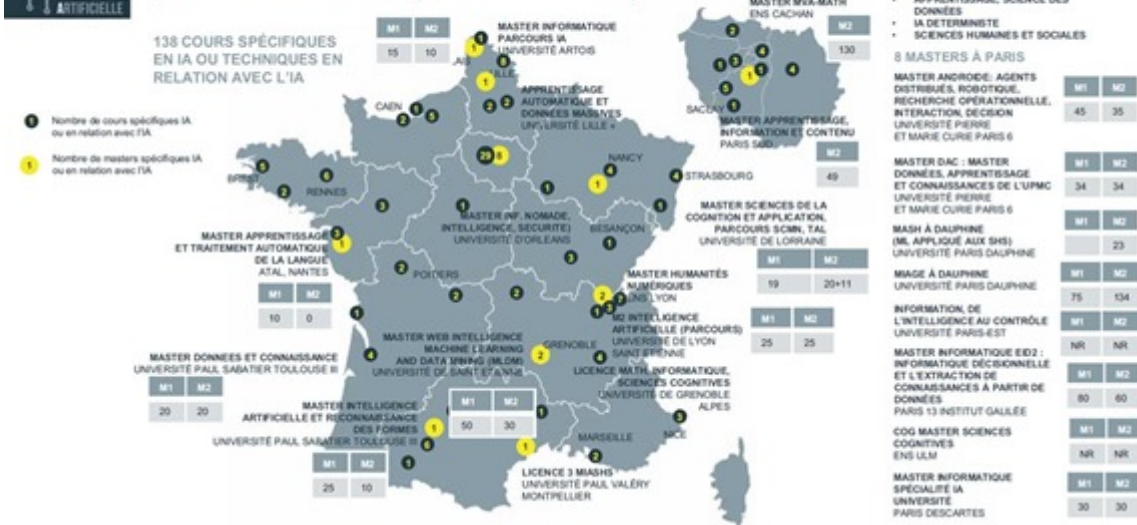 ARTIFICIELLE
138 COURS SPÉCIFIQUES
EN IA OU TECHNIQUES EN
RELATION AVEC L'IA
1 Nombre de cours spécifiques IA
ou en relation avec l'IA
1 Nombre de masters spécifiques IA
ou en relation avec l'IA
M1 M2
15 10
MASTER INFORMATIQUE
PARCOURS IA
UNIVERSITÉ ARTOIS
APPRENTISSAGE
AUTOMATIQUE ET
DONNÉES MASSIVES
UNIVERSITÉ LILLE
CAEN
BREST
RENNES
NANCY
STRASBOURG
BESANÇON
POITIERS
GRENOBLE
MARSEILLE
NICE
SACLAY
MASTER MVA-MATH
ENS CACHAN
M2
130
MASTER APPRENTISSAGE,
INFORMATION ET CONTENU
PARIS SUD
M2
49
MASTER SCIENCES DE LA
COGNITION ET APPLICATION,
PARCOURS SCMN, TAL
UNIVERSITÉ DE LORRAINE
M1 M2
19 20+11
MASTER INF. NOMADE,
INTELLIGENCE, SECURITE)
UNIVERSITÉ D'ORLEANS
MASTER APPRENTISSAGE
ET TRAITEMENT AUTOMATIQUE
DE LA LANGUE
ATAL, NANTES
M1 M2
10 0
MASTER HUMANITÉS
NUMÉRIQUES
ENS LYON
M2 INTELLIGENCE
ARTIFICIELLE (PARCOURS)
UNIVERSITÉ DE LYON
SAINT ETIENNE
M1 M2
25 25
MASTER WEB INTELLIGENCE
MACHINE LEARNING
AND DATA MINING (MLDM)
UNIVERSITÉ DE SAINT ETIENNE
M1 M2
50 30
LICENCE MATH, INFORMATIQUE,
SCIENCES COGNITIVES
UNIVERSITÉ DE GRENOBLE
ALPES
MASTER DONNEES ET CONNAISSANCE
UNIVERSITÉ PAUL SABATIER TOULOUSE III
M1 M2
20 20
MASTER INTELLIGENCE
ARTIFICIELLE ET RECONNAISSANCE
DES FORMES
UNIVERSITÉ PAUL SABATIER TOULOUSE III
M1 M2
25 10
LICENCE 3 MIASHS
UNIVERSITÉ PAUL VALÉRY
MONTPELLIER
APPRENTISSAGE, SCIENCE DES
DONNÉES
• IA DETERMINISTE
• SCIENCES HUMAINES ET SOCIALES
8 MASTERS À PARIS
MASTER ANDROIDE: AGENTS
DISTRIBUÉS, ROBOTIQUE,
RECHERCHE OPÉRATIONNELLE,
INTERACTION, DECISION
UNIVERSITÉ PIERRE
ET MARIE CURIE PARIS 6
M1 M2
45 35
MASTER DAC : MASTER
DONNÉES, APPRENTISSAGE
ET CONNAISSANCES DE L'UPMC
UNIVERSITÉ PIERRE
ET MARIE CURIE PARIS 6
M1 M2
34 34
MASH À DAUPHINE
(ML APPLIQUÉ AUX SHS)
UNIVERSITÉ PARIS DAUPHINE
M1 M2
23
MIAGE À DAUPHINE
UNIVERSITÉ PARIS DAUPHINE
M1 M2
75 134
INFORMATION, DE
L'INTELLIGENCE AU CONTRÔLE
UNIVERSITÉ PARIS-EST
M1 M2
NR NR
MASTER INFORMATIQUE EID2 :
INFORMATIQUE DÉCISIONNELLE
ET L'EXTRACTION DE
CONNAISSANCES À PARTIR DE
DONNÉES
PARIS 13 INSTITUT GALILÉE
M1 M2
80 60
COG MASTER SCIENCES
COGNITIVES
ENS ULM
M1 M2
NR NR
MASTER INFORMATIQUE
SPÉCIALITÉ IA
UNIVERSITÉ
PARIS DESCARTES
M1 M2
30 30